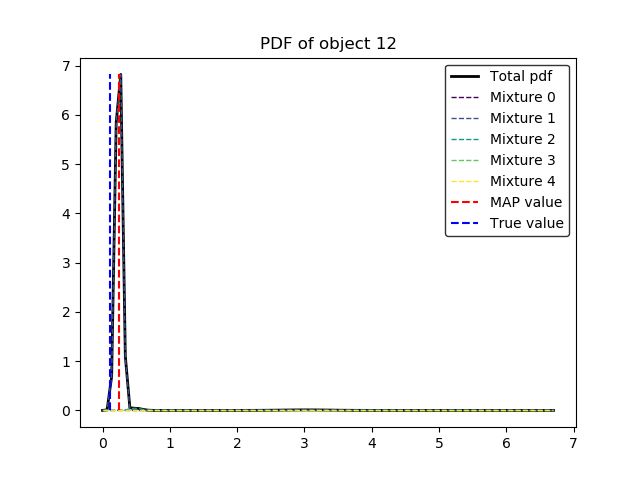 PDF of object 12
7
6
5
4
3
2
1
0
0 1 2 3 4 5 6 7
Total pdf
Mixture 0
Mixture 1
Mixture 2
Mixture 3
Mixture 4
MAP value
True value